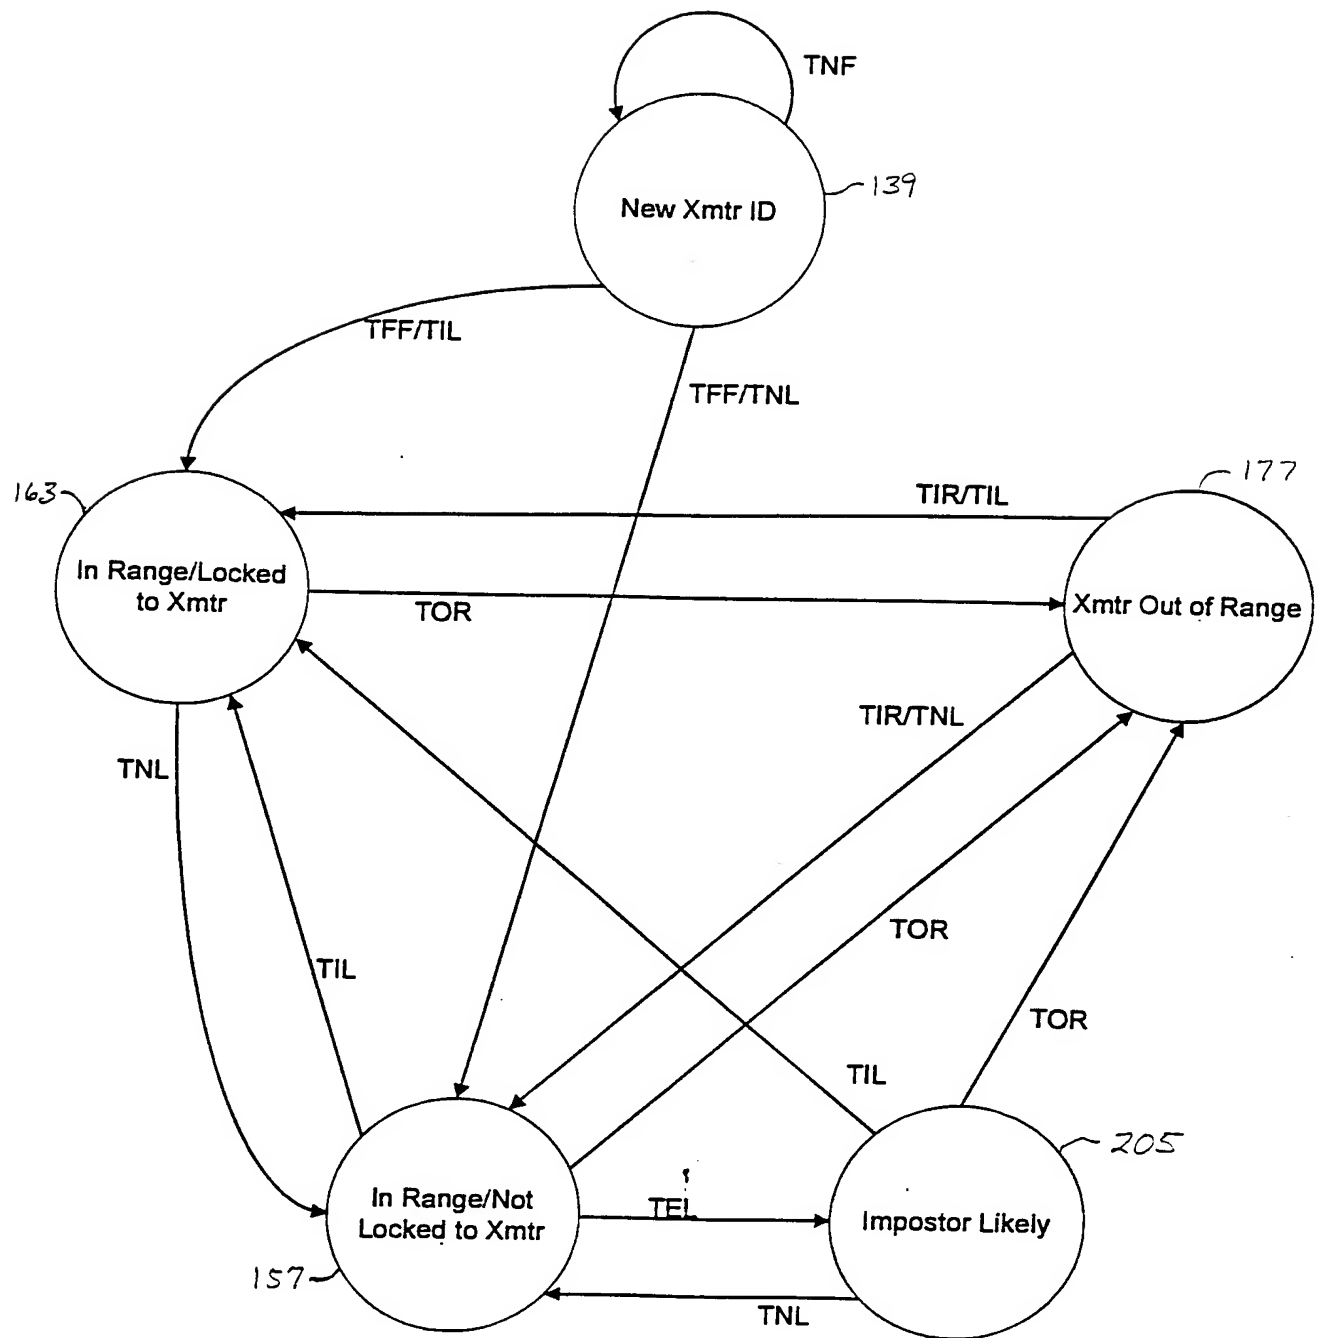 TNF
139
New Xmtr ID
TFF/TIL
TFF/TNL
163
177
TIR/TIL
In Range/Locked
to Xmtr
TOR
Xmtr Out of Range
TIR/TNL
TNL
TOR
TIL
TOR
TIL
205
In Range/Not
Locked to Xmtr
TEL
Impostor Likely
157
TNL